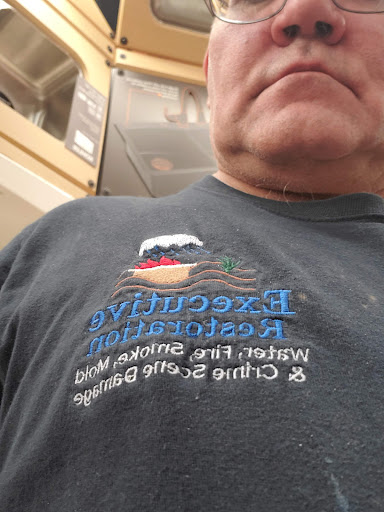 Executive
Restoration
Water, Fire, Smoke, Mold
& Crime Scene Damage